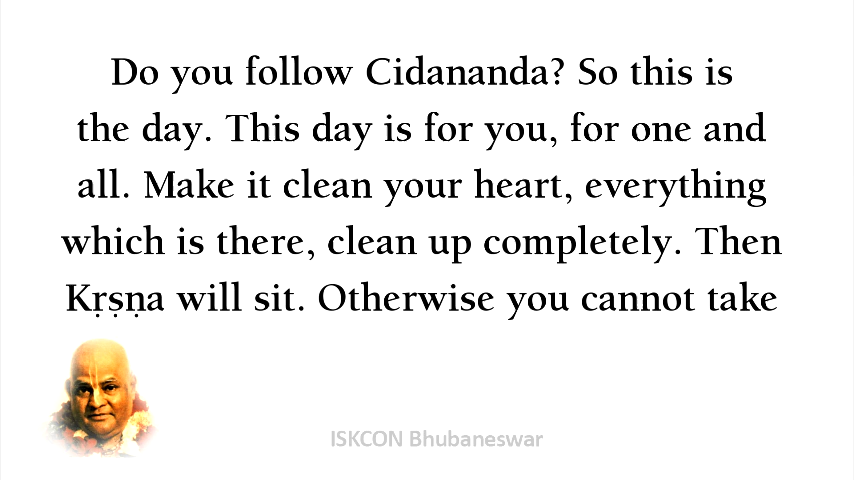 Do you follow Cidananda? So this is
the day. This day is for you, for one and
all. Make it clean your heart, everything
which is there, clean up completely. Then
Kṛṣṇa will sit. Otherwise you cannot take
ISKCON Bhubaneswar